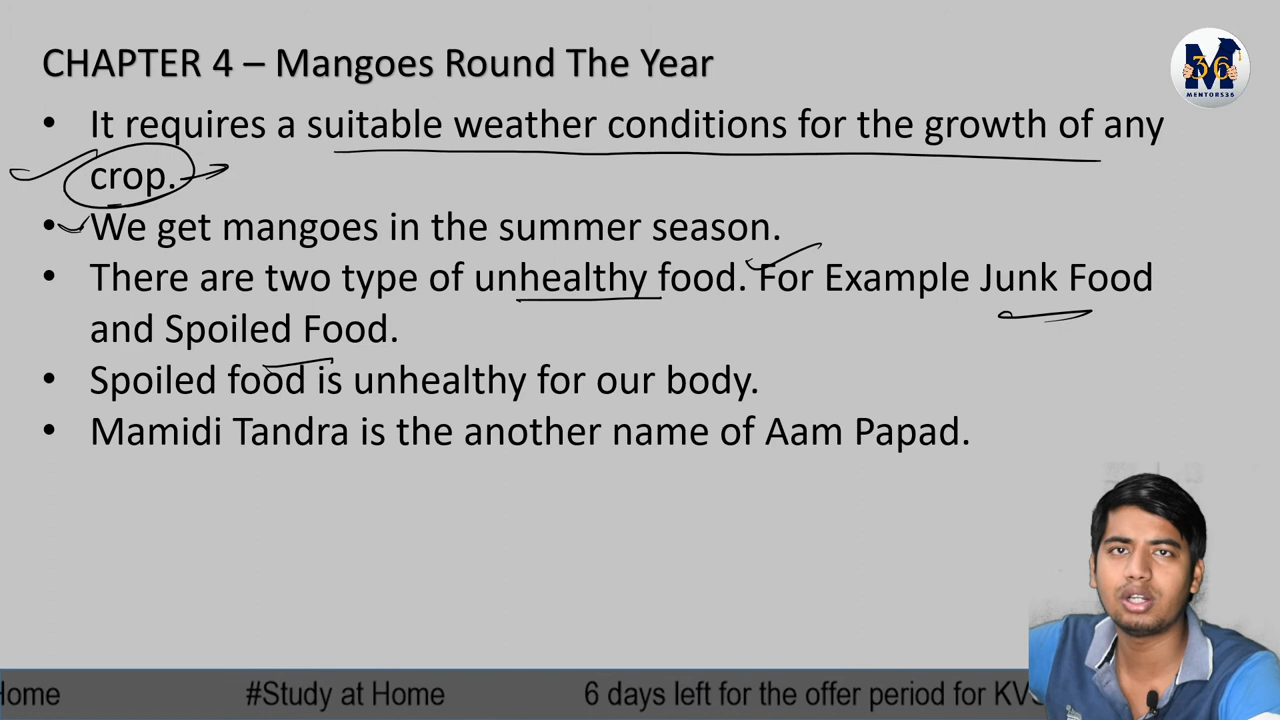 CHAPTER 4 – Mangoes Round The Year
M
36
MENTORS36
• It requires a suitable weather conditions for the growth of any
crop.
• We get mangoes in the summer season.
• There are two type of unhealthy food. For Example Junk Food
and Spoiled Food.
• Spoiled food is unhealthy for our body.
• Mamidi Tandra is the another name of Aam Papad.
Home #Study at Home 6 days left for the offer period for KV